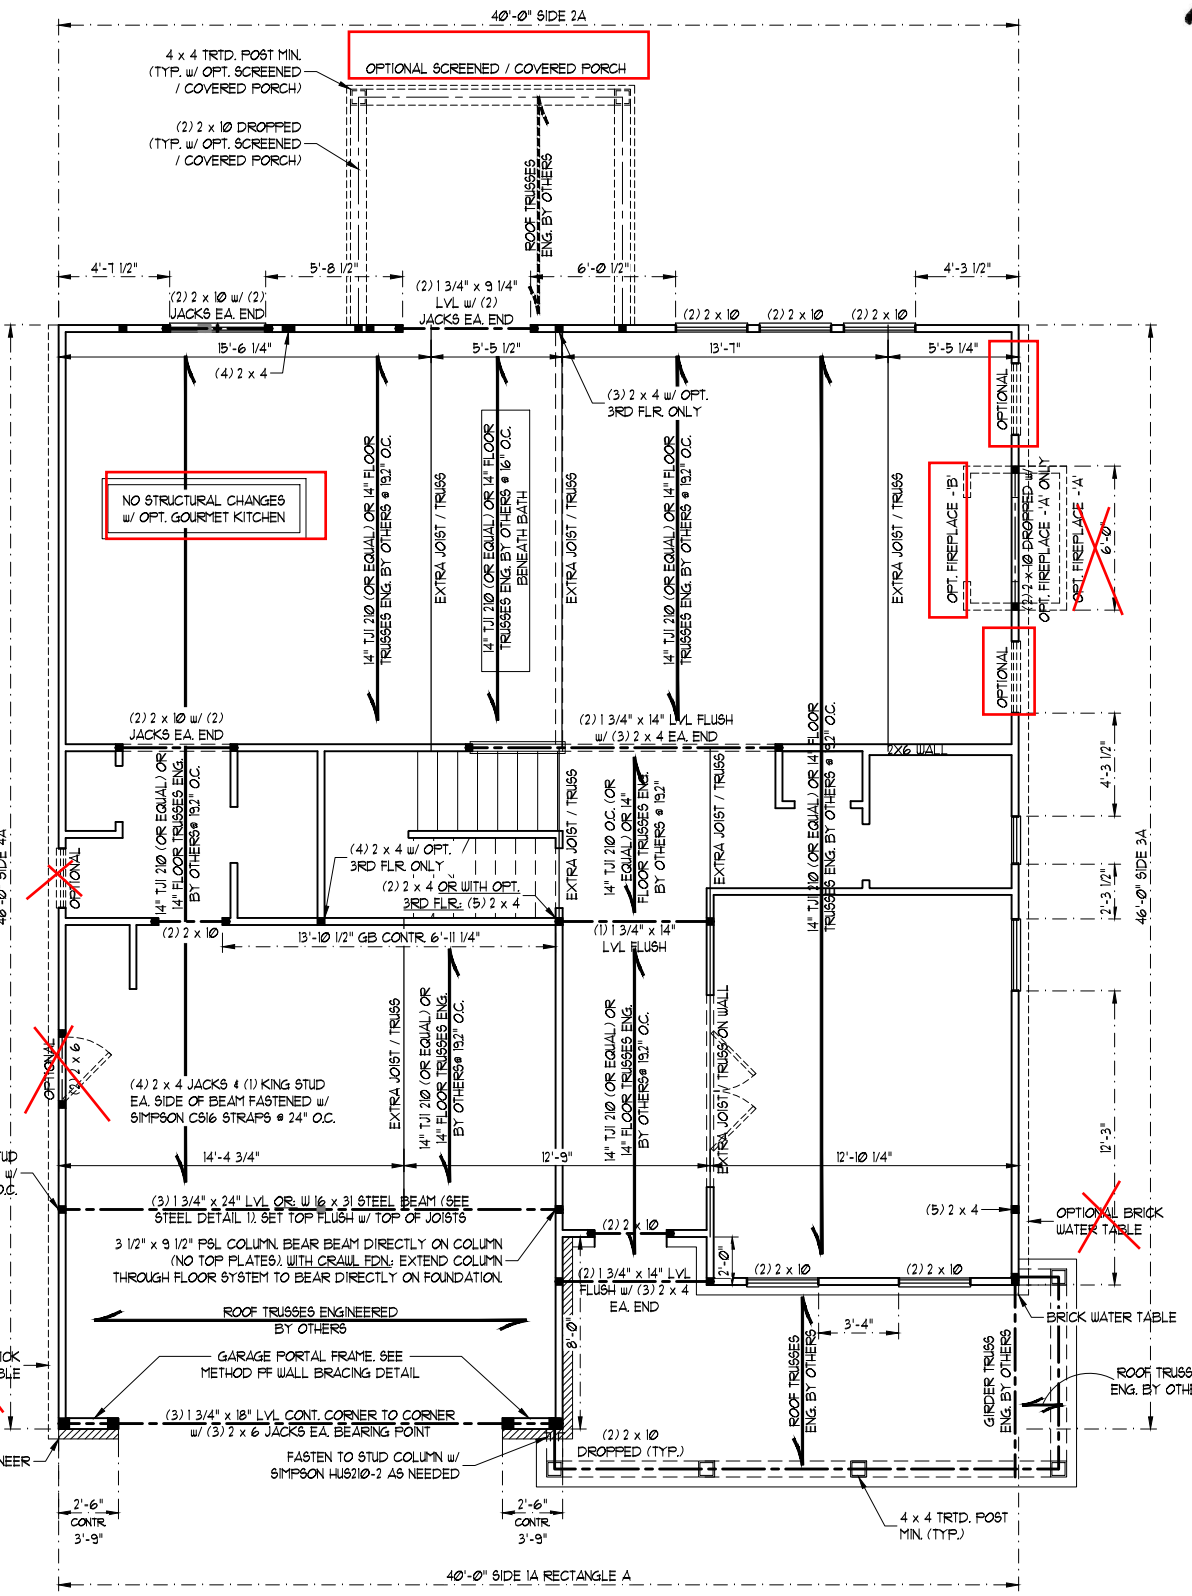 40'-0" SIDE 2A
4 x 4 TRTD. POST MIN.
(TYP. w/ OPT. SCREENED
/ COVERED PORCH)
OPTIONAL SCREENED / COVERED PORCH
(2) 2 x 10 DROPPED
(TYP. w/ OPT. SCREENED
/ COVERED PORCH)
ROOF TRUSSES
ENG. BY OTHERS
4'-7 1/2"
5'-8 1/2"
6'-0 1/2"
4'-3 1/2"
(2) 2 x 10 w/ (2)
JACKS EA. END
(2) 1 3/4" x 9 1/4"
LVL w/ (2)
JACKS EA. END
(2) 2 x 10
(2) 2 x 10
(2) 2 x 10
15'-6 1/4"
5'-5 1/2"
13'-7"
5'-5 1/4"
(4) 2 x 4
(3) 2 x 4 w/ OPT.
3RD FLR. ONLY
OPTIONAL
NO STRUCTURAL CHANGES
w/ OPT. GOURMET KITCHEN
14" TJI 210 (OR EQUAL) OR 14" FLOOR
TRUSSES ENG. BY OTHERS @ 19.2" O.C.
EXTRA JOIST / TRUSS
14" TJI 210 (OR EQUAL) OR 14" FLOOR
TRUSSES ENG. BY OTHERS @ 16" O.C.
BENEATH BATH
EXTRA JOIST / TRUSS
14" TJI 210 (OR EQUAL) OR 14" FLOOR
TRUSSES ENG. BY OTHERS @ 19.2" O.C.
EXTRA JOIST / TRUSS
OPT. FIREPLACE -'B'
(2) 2 x 10 DROPPED w/
OPT. FIREPLACE -'A' ONLY
OPT. FIREPLACE -'A'
6'-0"
OPTIONAL
(2) 2 x 10 w/ (2)
JACKS EA. END
(2) 1 3/4" x 14" LVL FLUSH
w/ (3) 2 x 4 EA. END
2X6 WALL
4'-3 1/2"
14" TJI 210 (OR EQUAL) OR
14" FLOOR TRUSSES ENG.
BY OTHERS @ 19.2" O.C.
EXTRA JOIST / TRUSS
14" TJI 210 O.C. (OR
EQUAL) OR 14"
FLOOR TRUSSES ENG.
BY OTHERS @ 19.2"
EXTRA JOIST / TRUSS
14" TJI 210 (OR EQUAL) OR 14" FLOOR
TRUSSES ENG. BY OTHERS @ 19.2" O.C.
40'-0" SIDE 4A
46'-0" SIDE 3A
OPTIONAL
(4) 2 x 4 w/ OPT.
3RD FLR. ONLY
(2) 2 x 4 OR WITH OPT.
3RD FLR.: (5) 2 x 4
2'-3 1/2"
(2) 2 x 10
13'-10 1/2" GB CONTR. 6'-11 1/4"
(1) 1 3/4" x 14"
LVL FLUSH
OPTIONAL
(2) 2 x 6
(4) 2 x 4 JACKS & (1) KING STUD
EA. SIDE OF BEAM FASTENED w/
SIMPSON CS16 STRAPS @ 24" O.C.
EXTRA JOIST / TRUSS
14" TJI 210 (OR EQUAL) OR
14" FLOOR TRUSSES ENG.
BY OTHERS @ 19.2" O.C.
14" TJI 210 (OR EQUAL) OR
14" FLOOR TRUSSES ENG.
BY OTHERS @ 19.2" O.C.
EXTRA JOIST / TRUSS ON WALL
12'-3"
14'-4 3/4"
12'-9"
12'-10 1/4"
UD
w/
O.C.
(3) 1 3/4" x 24" LVL OR: W 16 x 31 STEEL BEAM (SEE
STEEL DETAIL 1). SET TOP FLUSH w/ TOP OF JOISTS
(5) 2 x 4
OPTIONAL BRICK
WATER TABLE
3 1/2" x 9 1/2" PSL COLUMN. BEAR BEAM DIRECTLY ON COLUMN
(NO TOP PLATES). WITH CRAWL FDN.: EXTEND COLUMN
THROUGH FLOOR SYSTEM TO BEAR DIRECTLY ON FOUNDATION.
(2) 2 x 10
2'-0"
(2) 1 3/4" x 14" LVL
FLUSH w/ (3) 2 x 4
EA. END
(2) 2 x 10
(2) 2 x 10
ROOF TRUSSES ENGINEERED
BY OTHERS
8'-0"
3'-4"
BRICK WATER TABLE
GARAGE PORTAL FRAME. SEE
METHOD PF WALL BRACING DETAIL
ICK
BLE
ROOF TRUSSES
ENG. BY OTHERS
GIRDER TRUSS
ENG. BY OTHERS
ROOF TRUSS
ENG. BY OTHE
(3) 1 3/4" x 18" LVL CONT. CORNER TO CORNER
w/ (3) 2 x 6 JACKS EA. BEARING POINT
(2) 2 x 10
DROPPED (TYP.)
NEER
FASTEN TO STUD COLUMN w/
SIMPSON HUS210-2 AS NEEDED
2'-6"
CONTR.
3'-9"
2'-6"
CONTR.
3'-9"
4 x 4 TRTD. POST
MIN. (TYP.)
40'-0" SIDE 1A RECTANGLE A